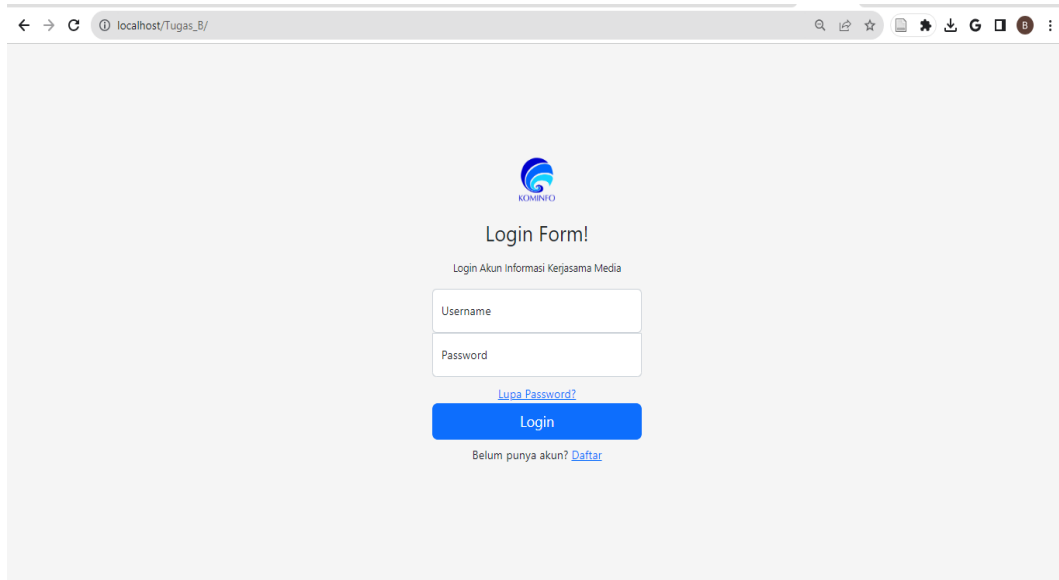 localhost/Tugas_B/
G
B
KOMINFO
Login Form!
Login Akun Informasi Kerjasama Media
Username
Password
Lupa Password?
Login
Belum punya akun? Daftar